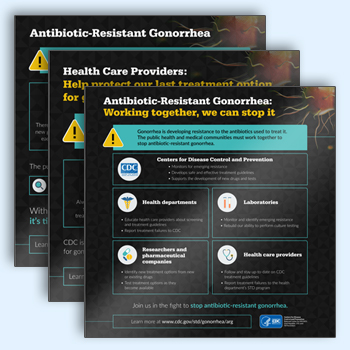 Antibiotic-Resistant Gonorrhea
Health Care Providers:
Help protect our last treatment option
for g
The pu
With
it's ti
Learn
Alw
CDC is
for gon
Learn
Antibiotic-Resistant Gonorrhea:
Working together, we can stop it
Gonorrhea is developing resistance to the antibiotics used to treat it.
The public health and medical communities must work together to
stop antibiotic-resistant gonorrhea.
CDC
Centers for Disease Control and Prevention
• Monitors for emerging resistance
• Develops safe and effective treatment guidelines
• Supports the development of new drugs and tests
Health departments
• Educate health care providers about screening
and treatment guidelines
• Report treatment failures to CDC
Laboratories
• Monitor and identify emerging resistance
• Rebuild our ability to perform culture testing
Researchers and
pharmaceutical
companies
• Identify new treatment options from new
or existing drugs
• Test treatment options as they
become available
Health care providers
• Follow and stay up to date on CDC
treatment guidelines
• Report treatment failures to the
health department's STD program
Join us in the fight to stop antibiotic-resistant gonorrhea.
Learn more at www.cdc.gov/std/gonorrhea/arg
CDC